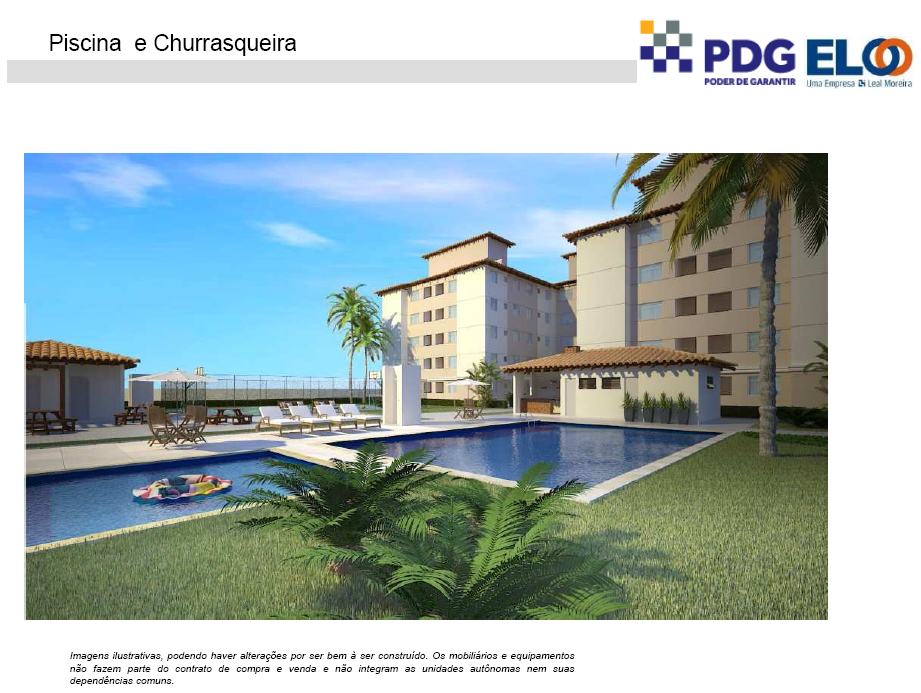 Piscina e Churrasqueira
PDG
PODER DE GARANTIR
ELOO
Uma Empresa Leal Moreira
Imagens ilustrativas, podendo haver alterações por ser bem à ser construído. Os mobiliários e equipamentos
não fazem parte do contrato de compra e venda e não integram as unidades autônomas nem suas
dependências comuns.